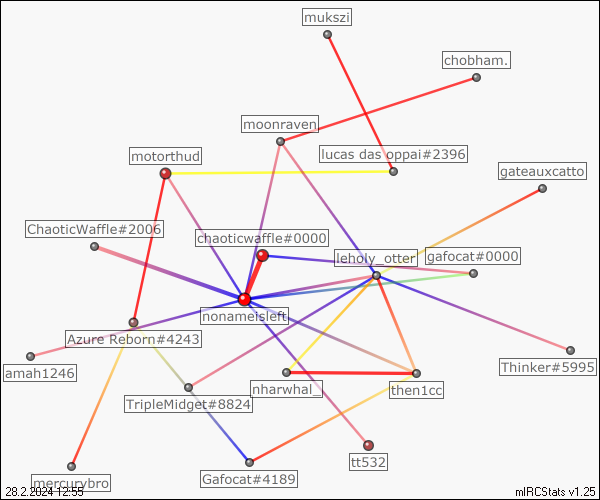 mukszi
chobham.
moonraven
motorthud
lucas das oppai#2396
gateauxcatto
ChaoticWaffle#2006
chaoticwaffle#0000
lehily_otter
gafocat#0000
nonameisleft
Azure Reborn#4243
amah1246
Thinker#5995
nharwhal_
then1cc
TripleMidget#8824
tt532
Gafocat#4189
mercurybro
28.2.2024 12:55
mIRCStats v1.25